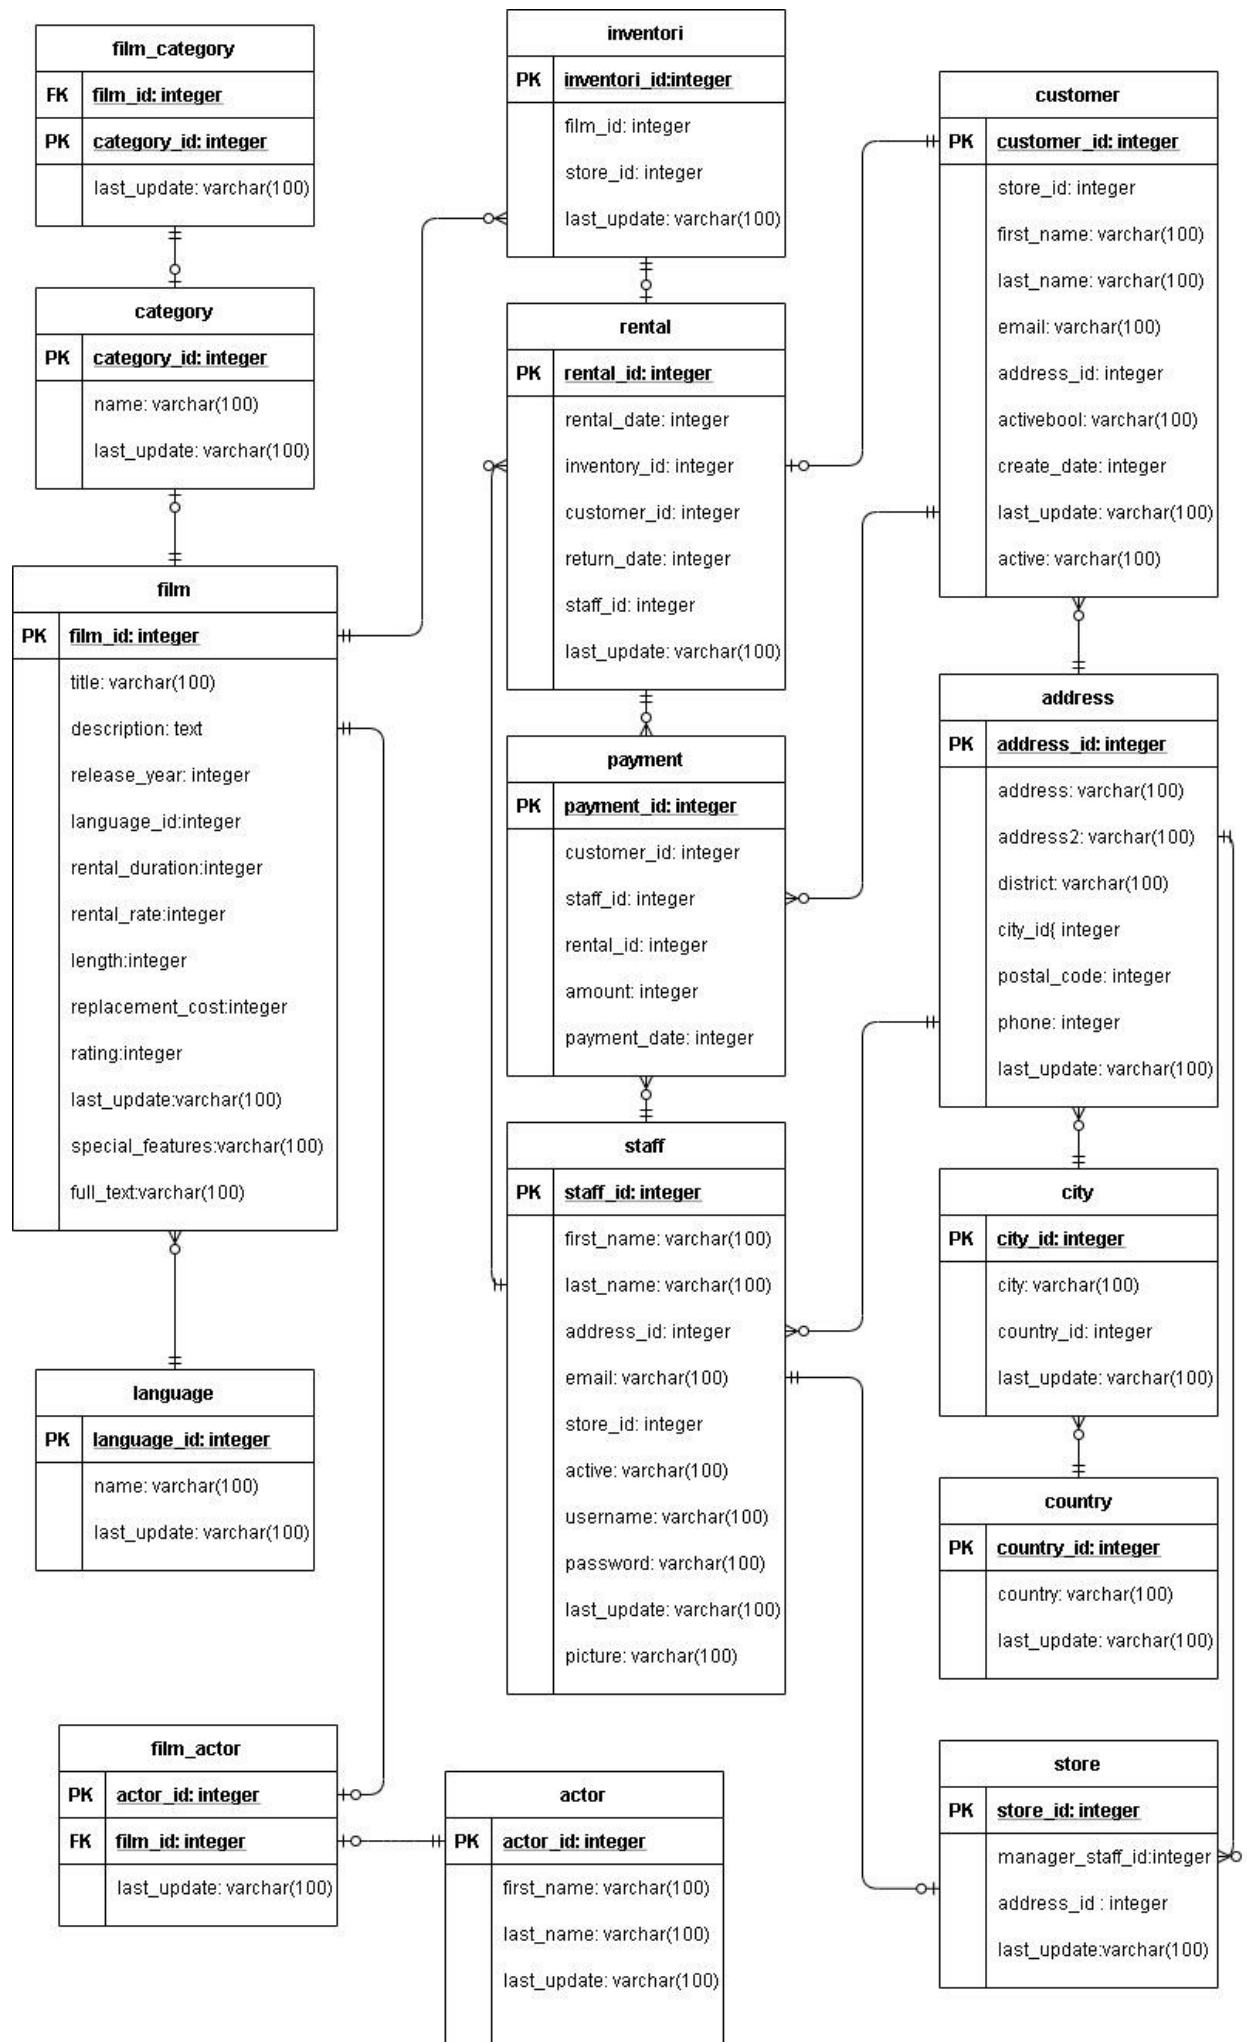 film_category
FK film_id: integer
PK category_id: integer
last_update: varchar(100)
category
PK category_id: integer
name: varchar(100)
last_update: varchar(100)
film
PK film_id: integer
title: varchar(100)
description: text
release_year: integer
language_id:integer
rental_duration:integer
rental_rate:integer
length:integer
replacement_cost:integer
rating:integer
last_update:varchar(100)
special_features:varchar(100)
full_text:varchar(100)
language
PK language_id: integer
name: varchar(100)
last_update: varchar(100)
film_actor
PK actor_id: integer
FK film_id: integer
last_update: varchar(100)
actor
PK actor_id: integer
first_name: varchar(100)
last_name: varchar(100)
last_update: varchar(100)
inventori
PK inventori_id:integer
film_id: integer
store_id: integer
last_update: varchar(100)
rental
PK rental_id: integer
rental_date: integer
inventory_id: integer
customer_id: integer
return_date: integer
staff_id: integer
last_update: varchar(100)
payment
PK payment_id: integer
customer_id: integer
staff_id: integer
rental_id: integer
amount: integer
payment_date: integer
staff
PK staff_id: integer
first_name: varchar(100)
last_name: varchar(100)
address_id: integer
email: varchar(100)
store_id: integer
active: varchar(100)
username: varchar(100)
password: varchar(100)
last_update: varchar(100)
picture: varchar(100)
customer
PK customer_id: integer
store_id: integer
first_name: varchar(100)
last_name: varchar(100)
email: varchar(100)
address_id: integer
activebool: varchar(100)
create_date: integer
last_update: varchar(100)
active: varchar(100)
address
PK address_id: integer
address: varchar(100)
address2: varchar(100)
district: varchar(100)
city_id{ integer
postal_code: integer
phone: integer
last_update: varchar(100)
city
PK city_id: integer
city: varchar(100)
country_id: integer
last_update: varchar(100)
country
PK country_id: integer
country: varchar(100)
last_update: varchar(100)
store
PK store_id: integer
manager_staff_id:integer
address_id : integer
last_update:varchar(100)